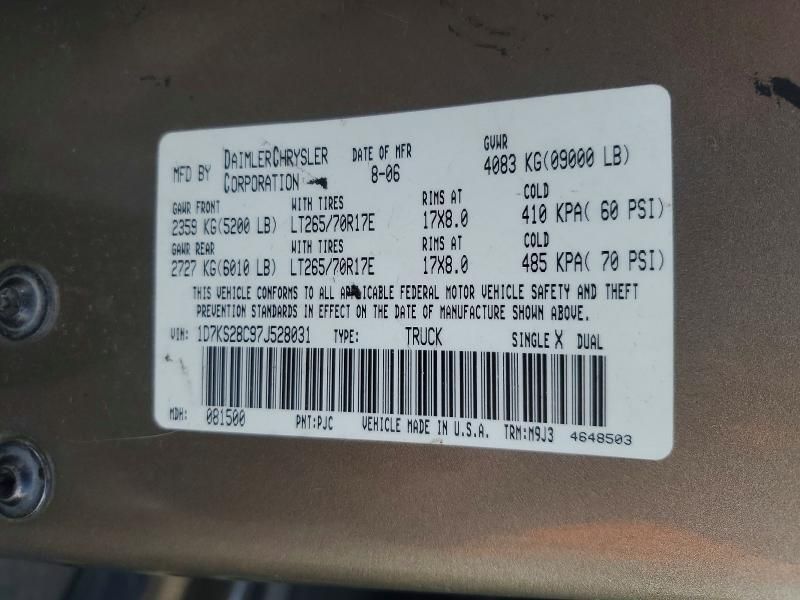 MFD BY DAIMLERCHRYSLER CORPORATION DATE OF MFR 8-06 GVWR 4083 KG(09000 LB)
GAWR FRONT WITH TIRES RIMS AT COLD
2359 KG(5200 LB) LT265/70R17E 17X8.0 410 KPA( 60 PSI)
GAWR REAR WITH TIRES RIMS AT COLD
2727 KG(6010 LB) LT265/70R17E 17X8.0 485 KPA( 70 PSI)
THIS VEHICLE CONFORMS TO ALL APPLICABLE FEDERAL MOTOR VEHICLE SAFETY AND THEFT
PREVENTION STANDARDS IN EFFECT ON THE DATE OF MANUFACTURE SHOWN ABOVE.
VIN: 1D7KS28C97J528031 TYPE: TRUCK SINGLE X DUAL
MDH: 081500 PNT:PJC VEHICLE MADE IN U.S.A. TRM:M9J3 4648503